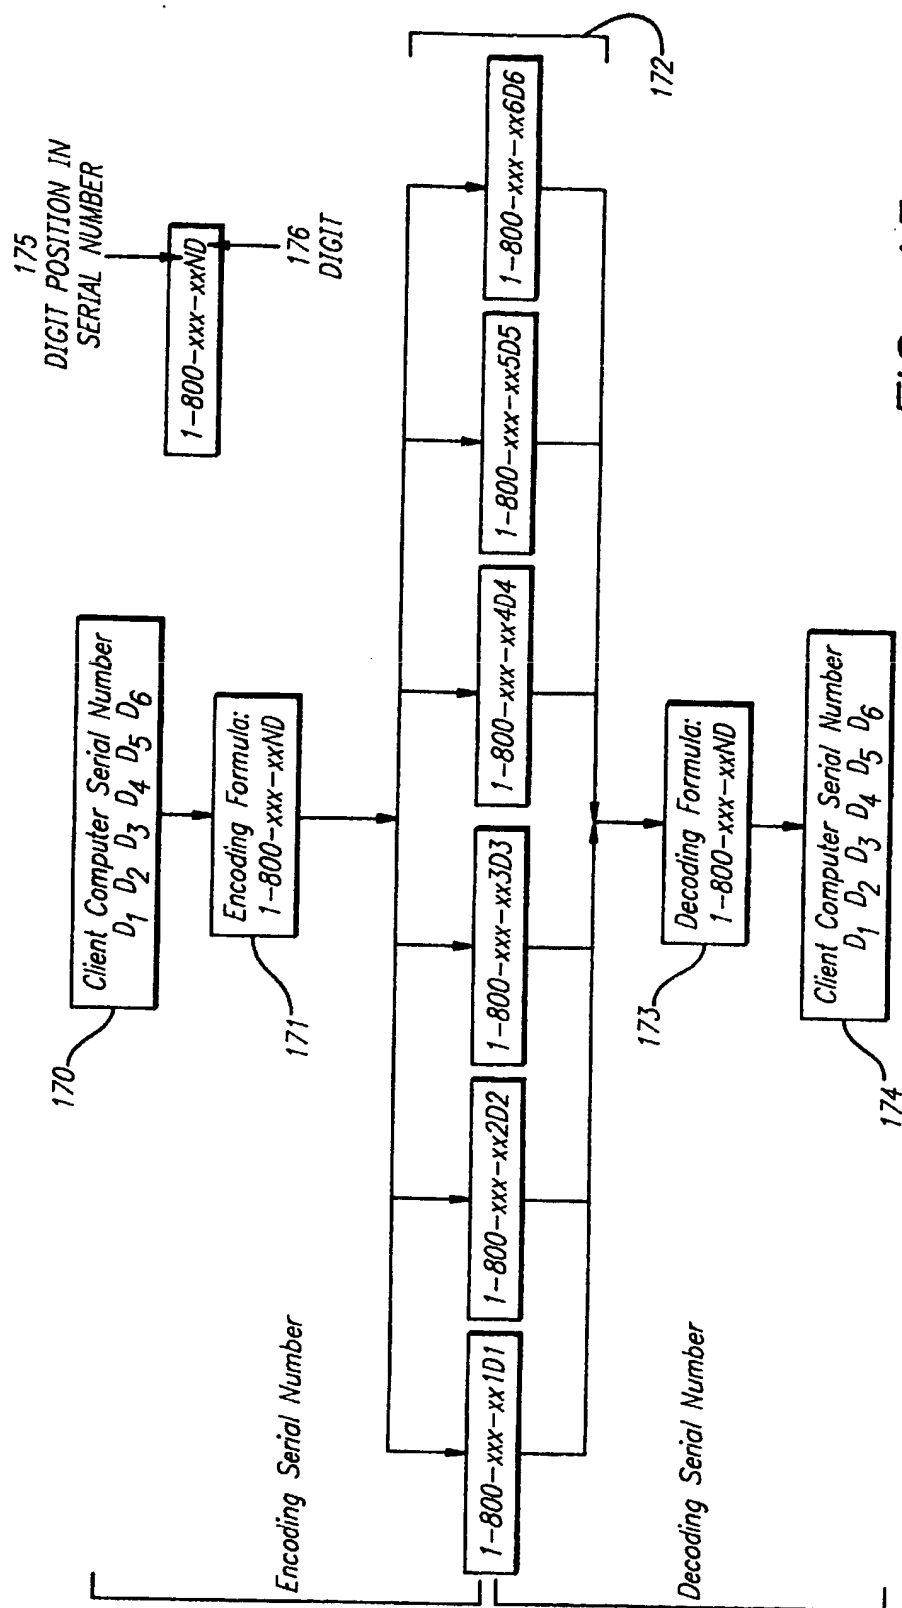 175
DIGIT POSITION IN
SERIAL NUMBER
1-800-xxx-xxND
176
DIGIT
170
Client Computer Serial Number
D₁ D₂ D₃ D₄ D₅ D₆
171
Encoding Formula:
1-800-xxx-xxND
Encoding Serial Number
172
1-800-xxx-xx1D1
1-800-xxx-xx2D2
1-800-xxx-xx3D3
1-800-xxx-xx4D4
1-800-xxx-xx5D5
1-800-xxx-xx6D6
Decoding Serial Number
173
Decoding Formula:
1-800-xxx-xxND
174
Client Computer Serial Number
D₁ D₂ D₃ D₄ D₅ D₆